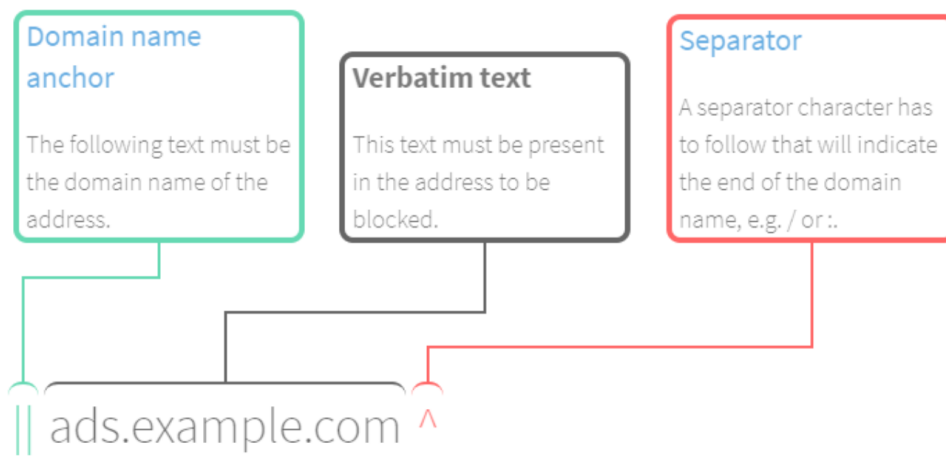 Domain name
anchor
The following text must be
the domain name of the
address.
Verbatim text
This text must be present
in the address to be
blocked.
Separator
A separator character has
to follow that will indicate
the end of the domain
name, e.g. / or :.
|| ads.example.com ^